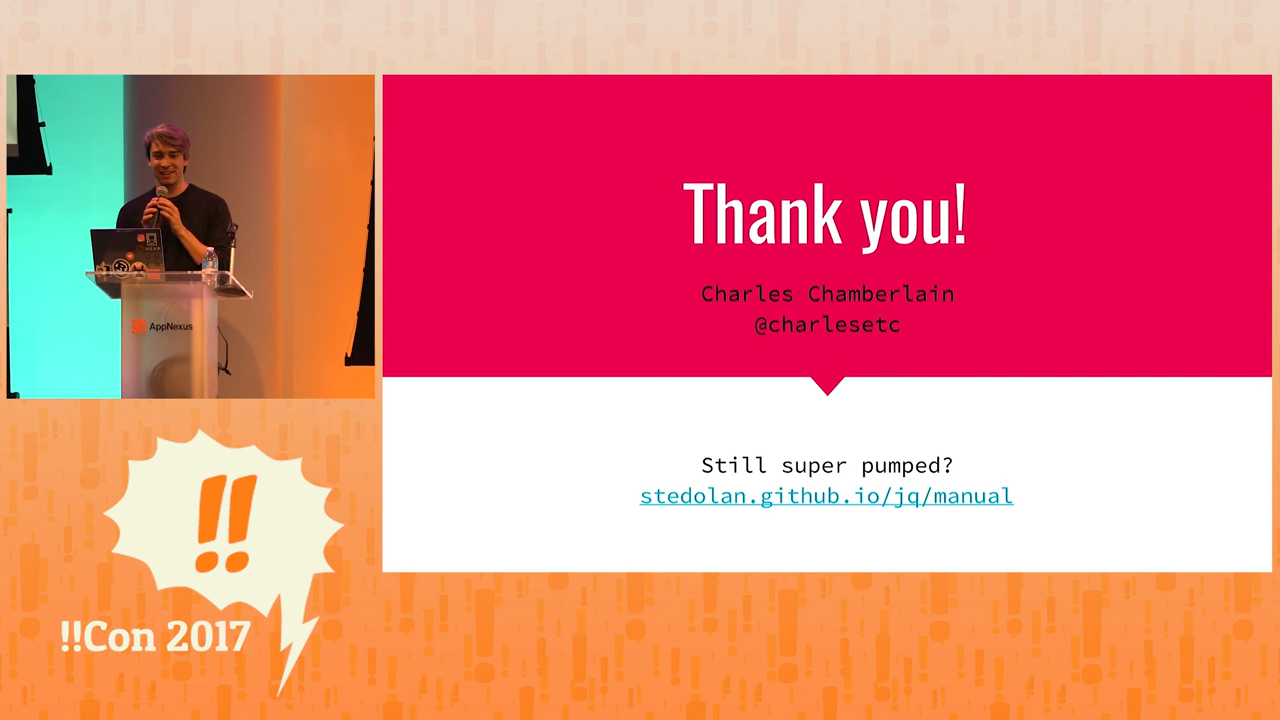 Thank you!
Charles Chamberlain
@charlesetc
Still super pumped?
stedolan.github.io/jq/manual
AppNexus
!!
!!Con 2017